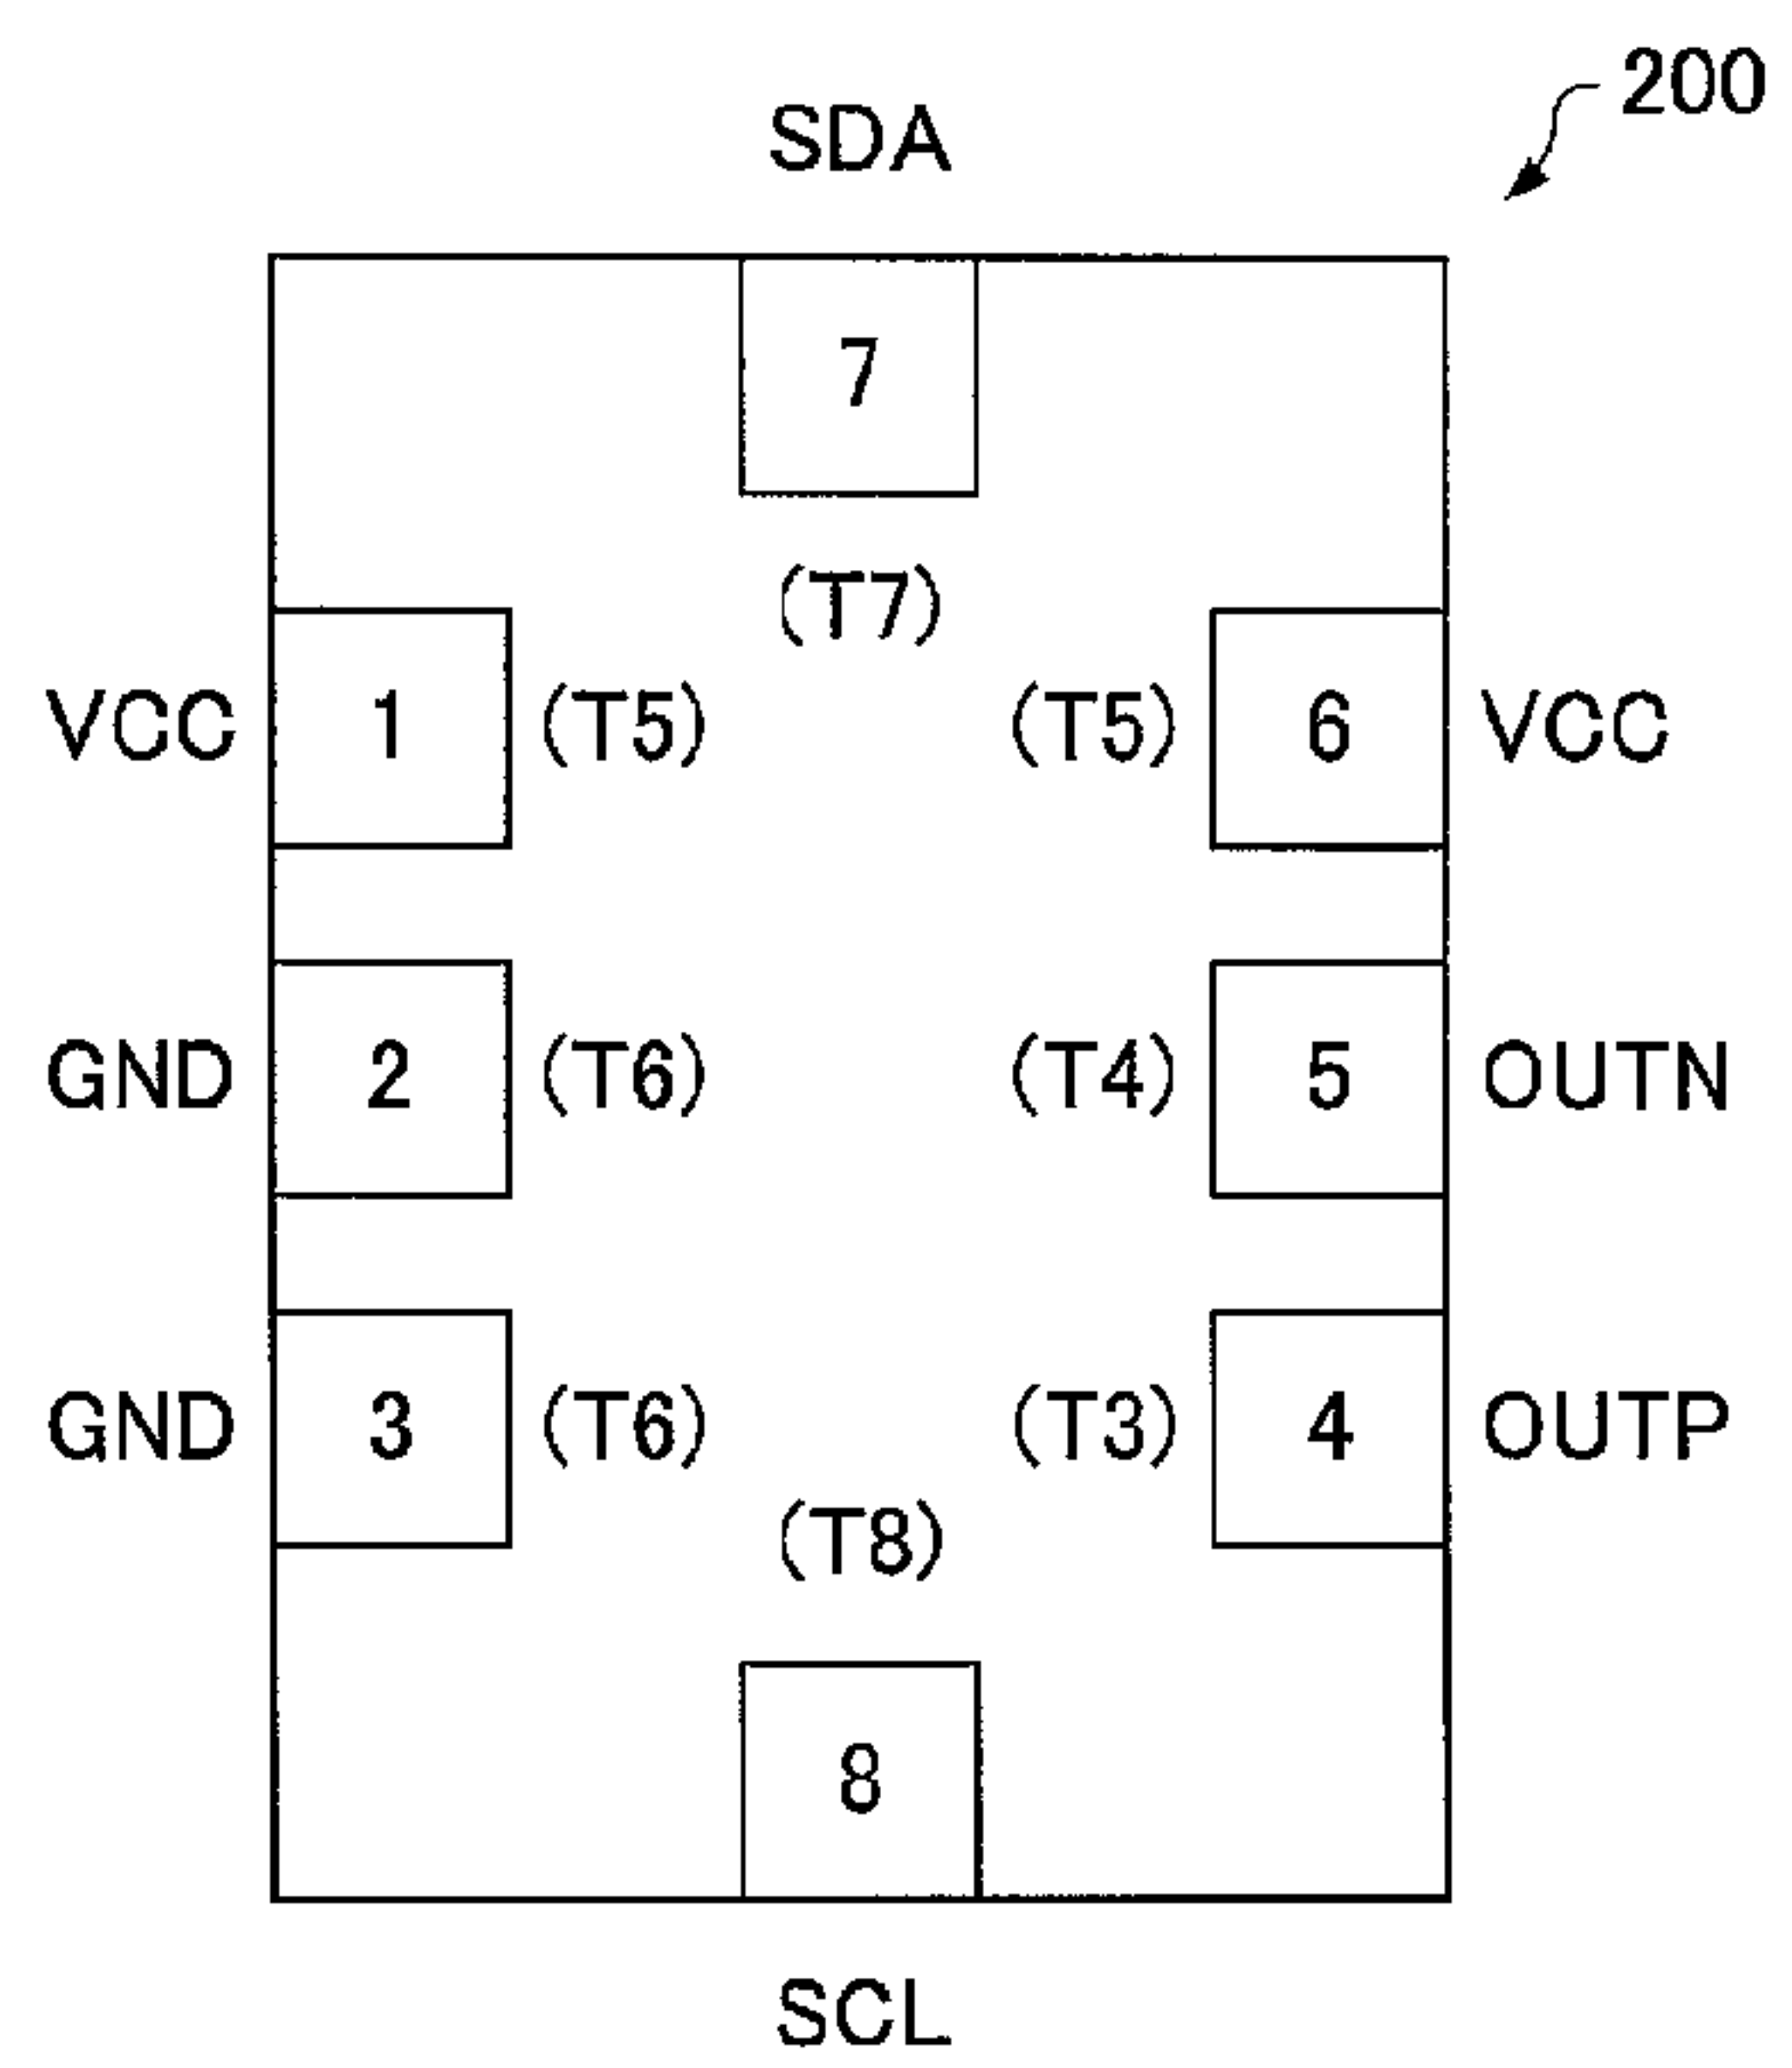 200
SDA
7
(T7)
VCC 1 (T5) (T5) 6 VCC
GND 2 (T6) (T4) 5 OUTN
GND 3 (T6) (T3) 4 OUTP
(T8)
8
SCL